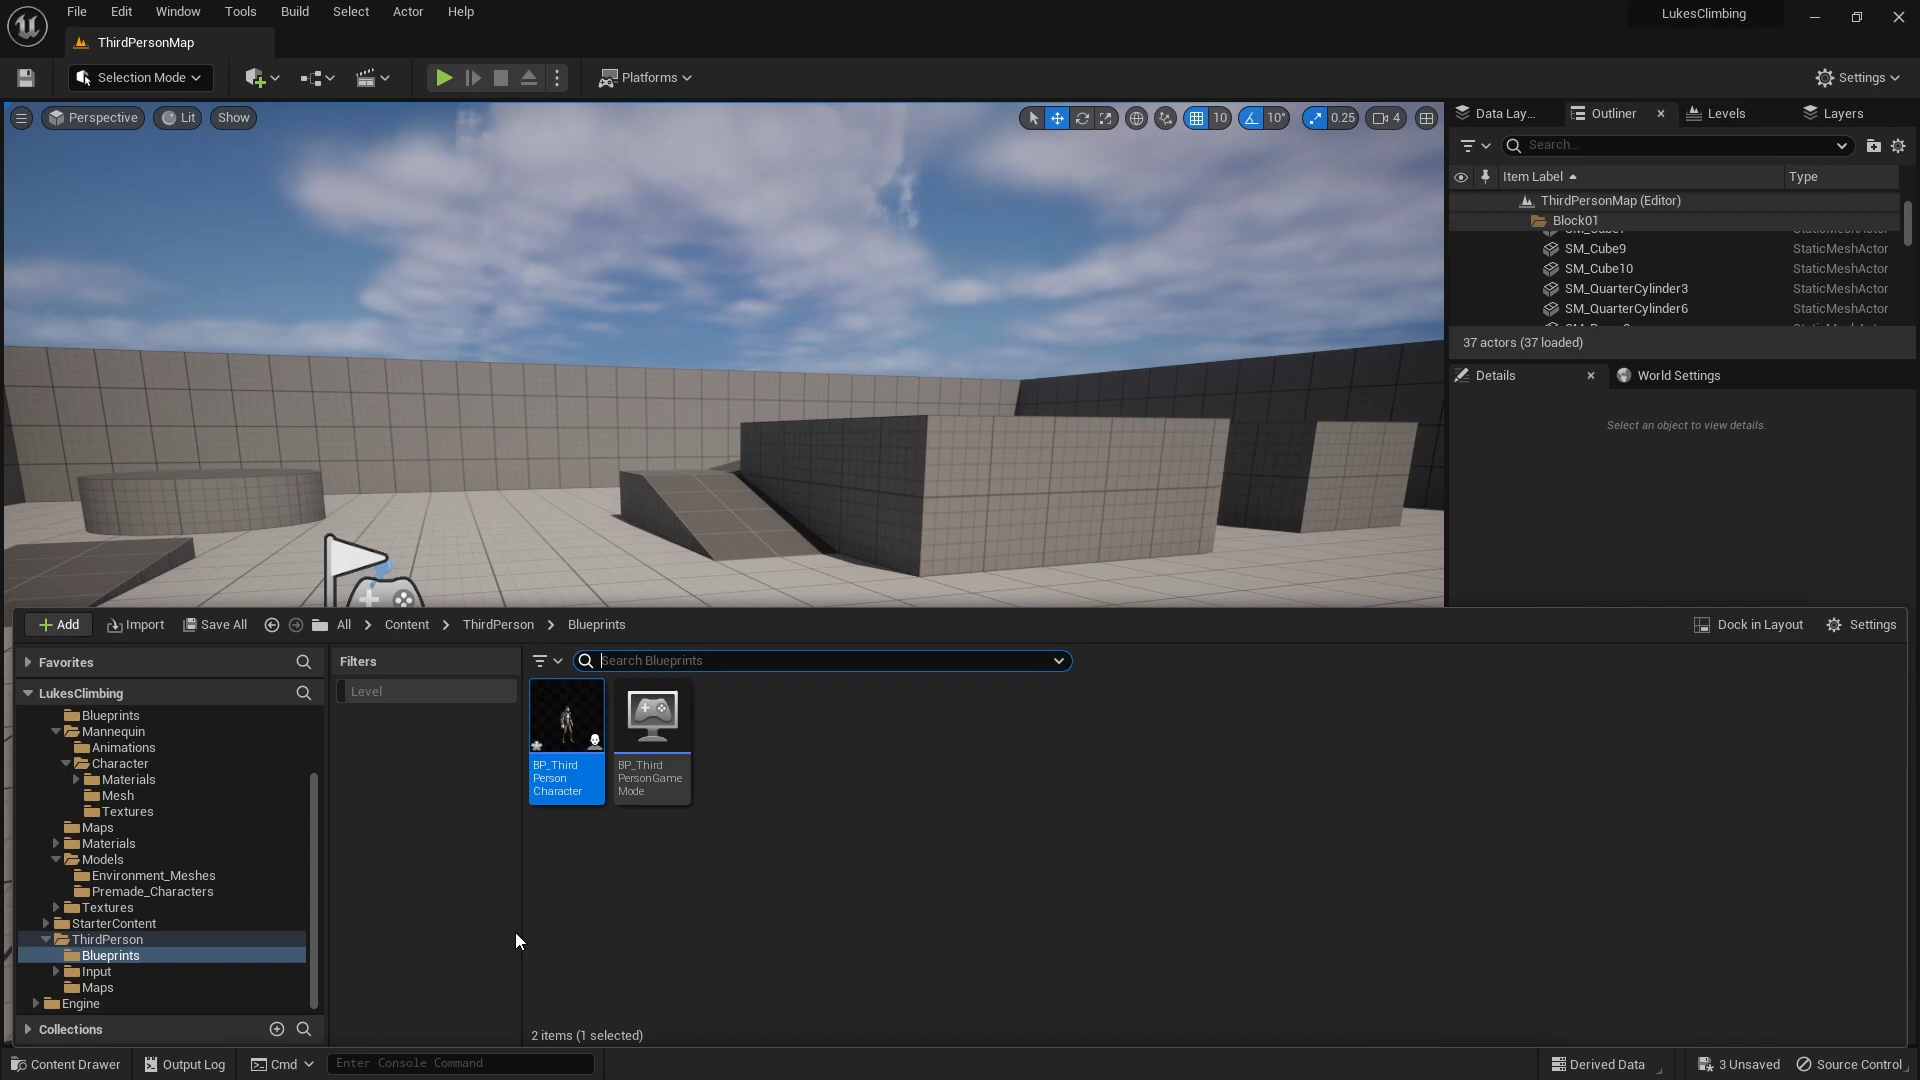 File Edit Window Tools Build Select Actor Help
LukesClimbing
ThirdPersonMap
Selection Mode
Platforms
Settings
Perspective
Lit
Show
10
10°
0.25
4
Data Lay...
Outliner
Levels
Layers
Search...
Item Label
Type
ThirdPersonMap (Editor)
Block01
SM_Cube9 StaticMeshActor
SM_Cube10 StaticMeshActor
SM_QuarterCylinder3 StaticMeshActor
SM_QuarterCylinder6 StaticMeshActor
37 actors (37 loaded)
Details
World Settings
Select an object to view details.
Add
Import
Save All
All
Content
ThirdPerson
Blueprints
Dock in Layout
Settings
Favorites
LukesClimbing
Blueprints
Mannequin
Animations
Character
Materials
Mesh
Textures
Maps
Materials
Models
Environment_Meshes
Premade_Characters
Textures
StarterContent
ThirdPerson
Blueprints
Input
Maps
Engine
Collections
Filters
Level
Search Blueprints
BP_Third
Person
Character
BP_Third
PersonGame
Mode
2 items (1 selected)
Content Drawer
Output Log
Cmd
Enter Console Command
Derived Data
3 Unsaved
Source Control